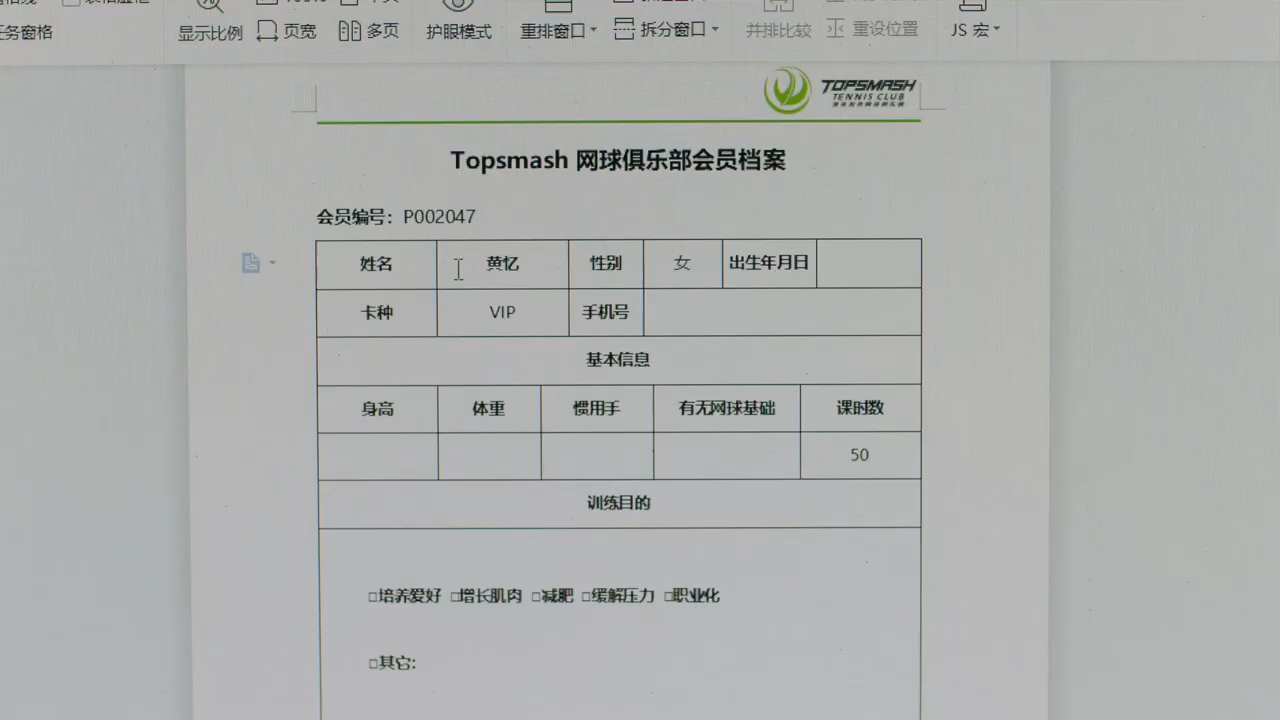 显示比例 页宽 多页 护眼模式 重排窗口 拆分窗口 并排比较 重设位置 JS 宏
TOPSMASH
TENNIS CLUB
Topsmash 网球俱乐部会员档案
会员编号：P002047
姓名 黄忆 性别 女 出生年月日
卡种 VIP 手机号
基本信息
身高 体重 惯用手 有无网球基础 课时数
50
训练目的
□培养爱好 □增长肌肉 □减肥 □缓解压力 □职业化
□其它: